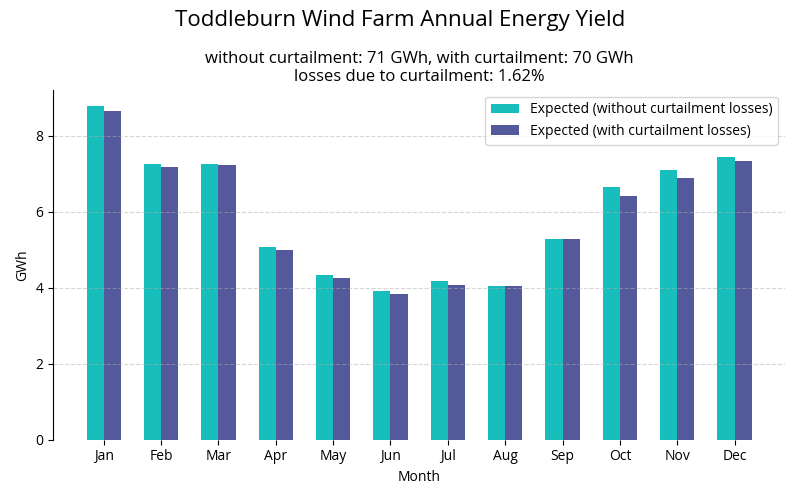 Toddleburn Wind Farm Annual Energy Yield
without curtailment: 71 GWh, with curtailment: 70 GWh
losses due to curtailment: 1.62%
Expected (without curtailment losses)
Expected (with curtailment losses)
8
6
4
2
0
GWh
Jan Feb Mar Apr May Jun Jul Aug Sep Oct Nov Dec
Month